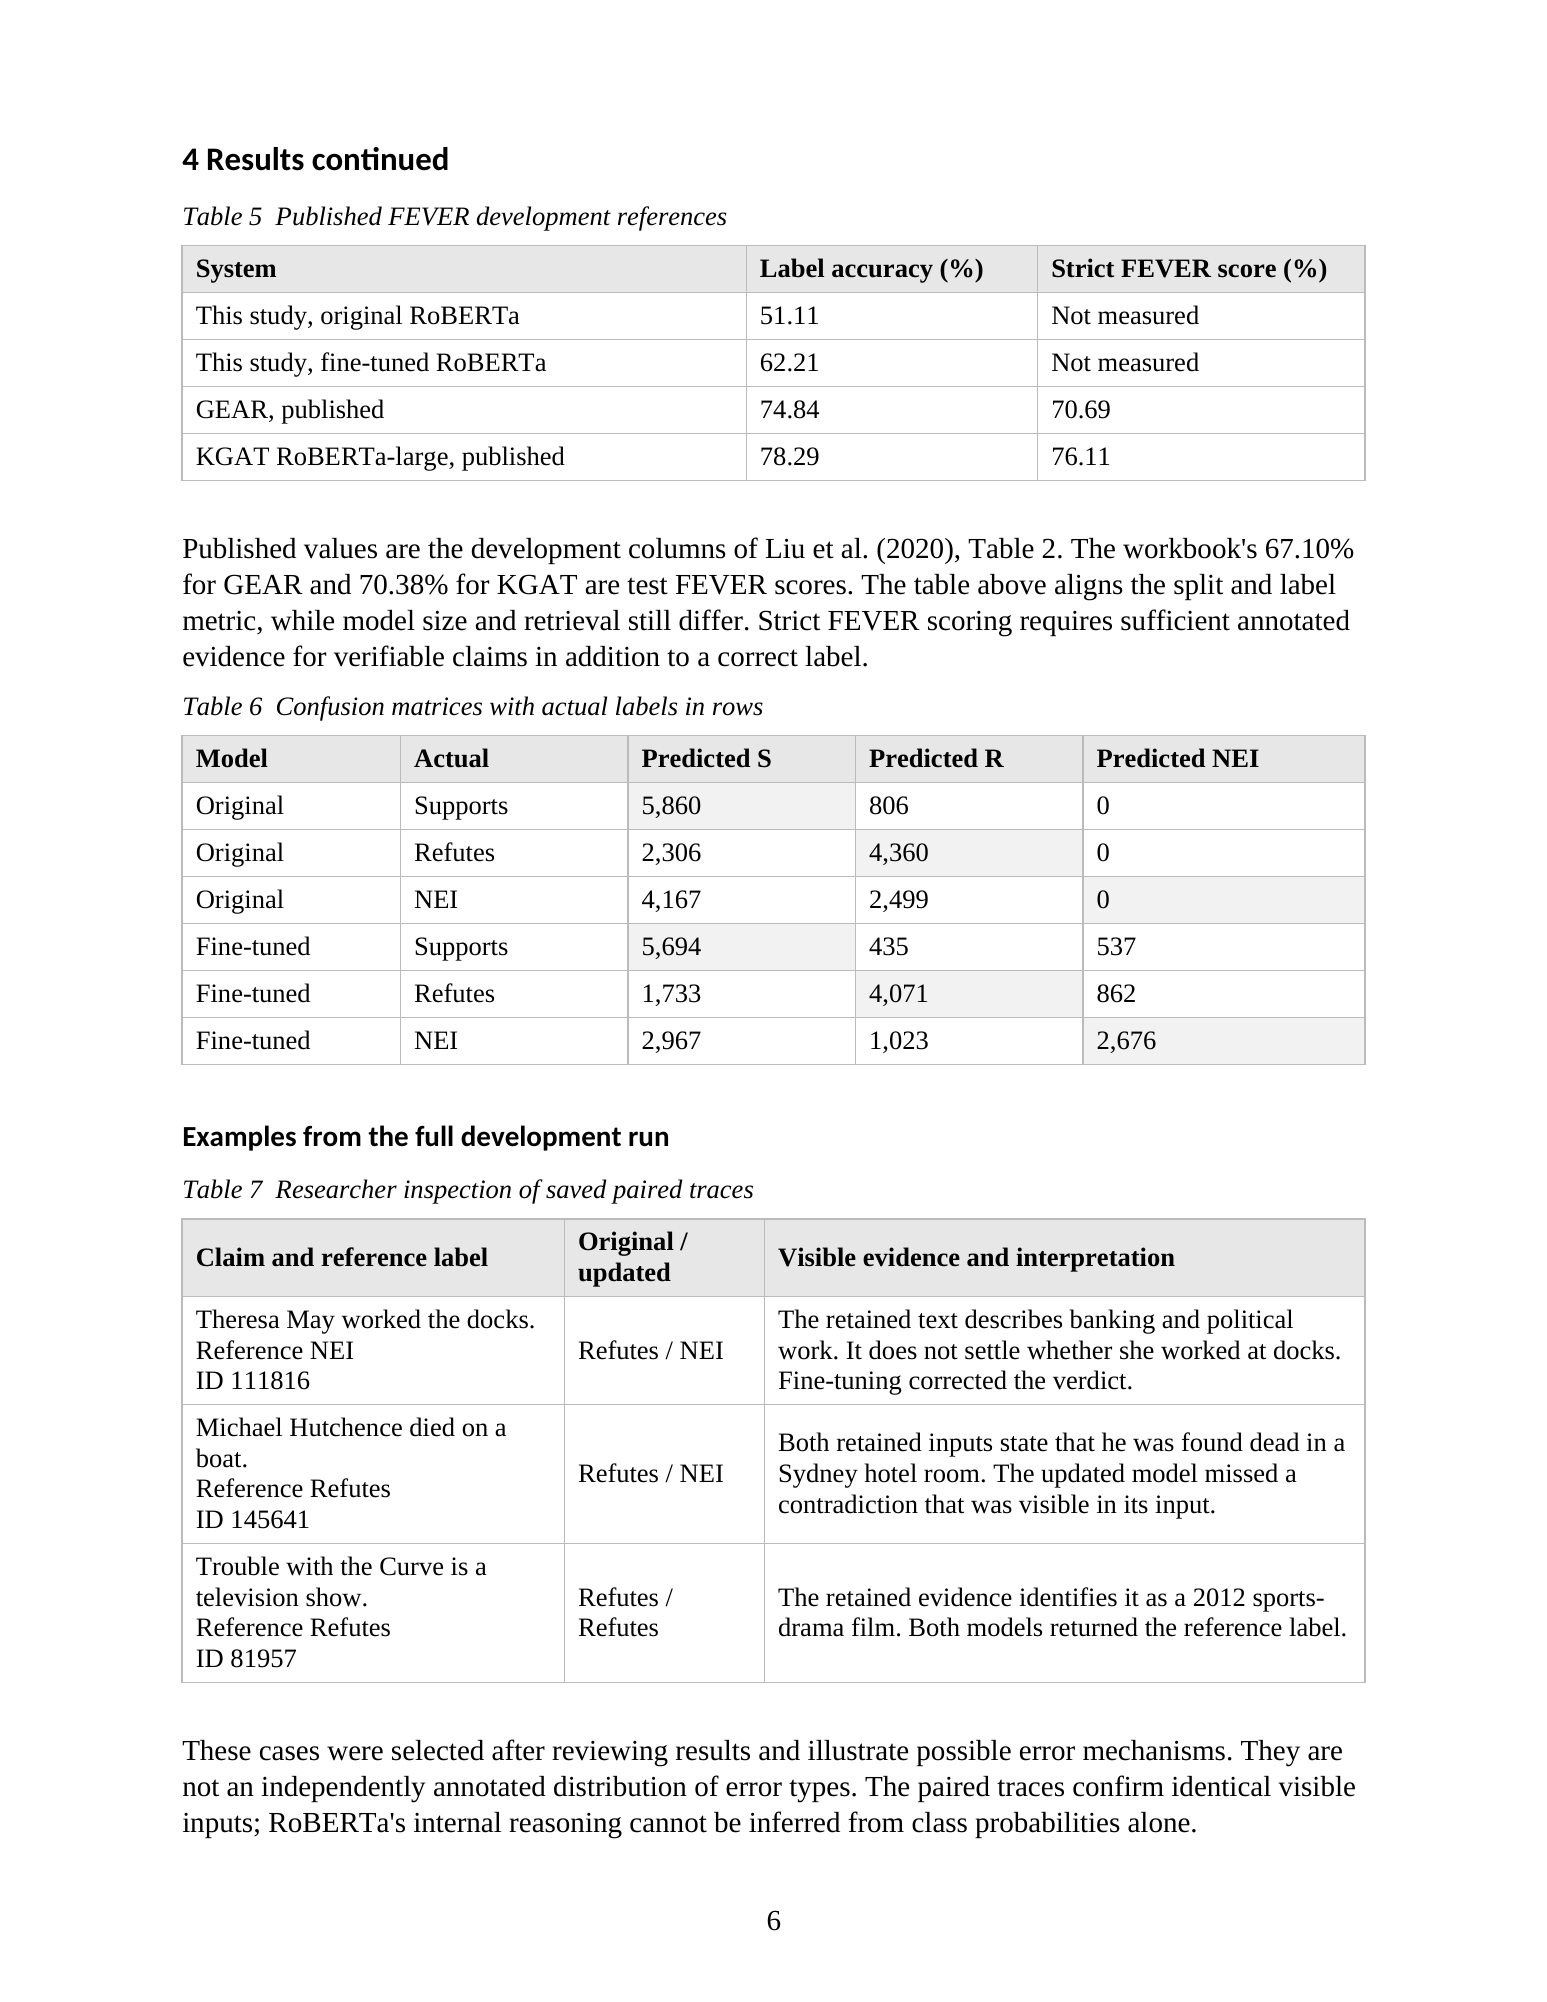 4 Results continued
Table 5  Published FEVER development references
System Label accuracy (%) Strict FEVER score (%)
This study, original RoBERTa 51.11 Not measured
This study, fine-tuned RoBERTa 62.21 Not measured
GEAR, published 74.84 70.69
KGAT RoBERTa-large, published 78.29 76.11
Published values are the development columns of Liu et al. (2020), Table 2. The workbook's 67.10%
for GEAR and 70.38% for KGAT are test FEVER scores. The table above aligns the split and label
metric, while model size and retrieval still differ. Strict FEVER scoring requires sufficient annotated
evidence for verifiable claims in addition to a correct label.
Table 6  Confusion matrices with actual labels in rows
Model Actual Predicted S Predicted R Predicted NEI
Original Supports 5,860 806 0
Original Refutes 2,306 4,360 0
Original NEI 4,167 2,499 0
Fine-tuned Supports 5,694 435 537
Fine-tuned Refutes 1,733 4,071 862
Fine-tuned NEI 2,967 1,023 2,676
Examples from the full development run
Table 7  Researcher inspection of saved paired traces
Claim and reference label
Original /
updated
Visible evidence and interpretation
Theresa May worked the docks.
Reference NEI
ID 111816
Refutes / NEI
The retained text describes banking and political
work. It does not settle whether she worked at docks.
Fine-tuning corrected the verdict.
Michael Hutchence died on a
boat.
Reference Refutes
ID 145641
Refutes / NEI
Both retained inputs state that he was found dead in a
Sydney hotel room. The updated model missed a
contradiction that was visible in its input.
Trouble with the Curve is a
television show.
Reference Refutes
ID 81957
Refutes /
Refutes
The retained evidence identifies it as a 2012 sports-
drama film. Both models returned the reference label.
These cases were selected after reviewing results and illustrate possible error mechanisms. They are
not an independently annotated distribution of error types. The paired traces confirm identical visible
inputs; RoBERTa's internal reasoning cannot be inferred from class probabilities alone.
6